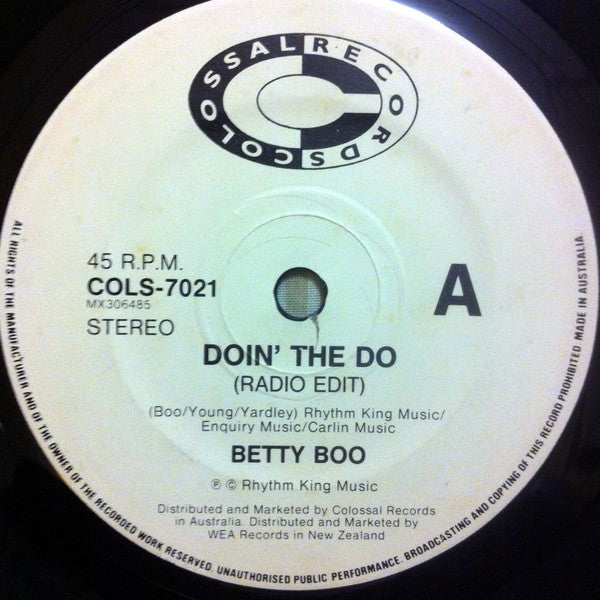 COLOSSAL RECORDS
45 R.P.M.
COLS-7021
MX306485
STEREO
A
DOIN' THE DO
(RADIO EDIT)
(Boo/Young/Yardley) Rhythm King Music/
Enquiry Music/Carlin Music
BETTY BOO
℗ © Rhythm King Music
Distributed and Marketed by Colossal Records
in Australia. Distributed and Marketed by
WEA Records in New Zealand
ALL RIGHTS OF THE MANUFACTURER AND OF THE OWNER OF THE RECORDED WORK RESERVED. UNAUTHORISED PUBLIC PERFORMANCE, BROADCASTING AND COPYING OF THIS RECORD PROHIBITED MADE IN AUSTRALIA